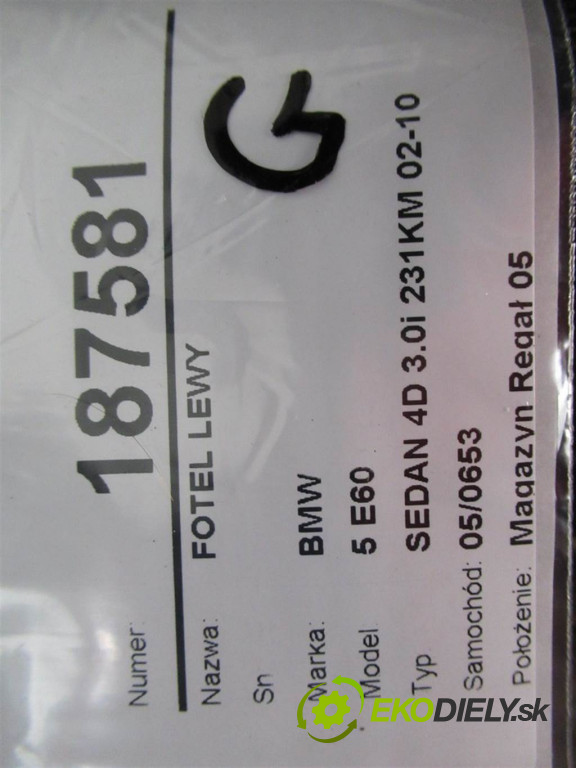 Numer: 187581
G
Nazwa: FOTEL LEWY
Sn
Marka: BMW
Model 5 E60
Typ SEDAN 4D 3.0i 231KM 02-10
Samochód: 05/0653
Położenie: Magazyn Regał 05
EKODIELY.sk